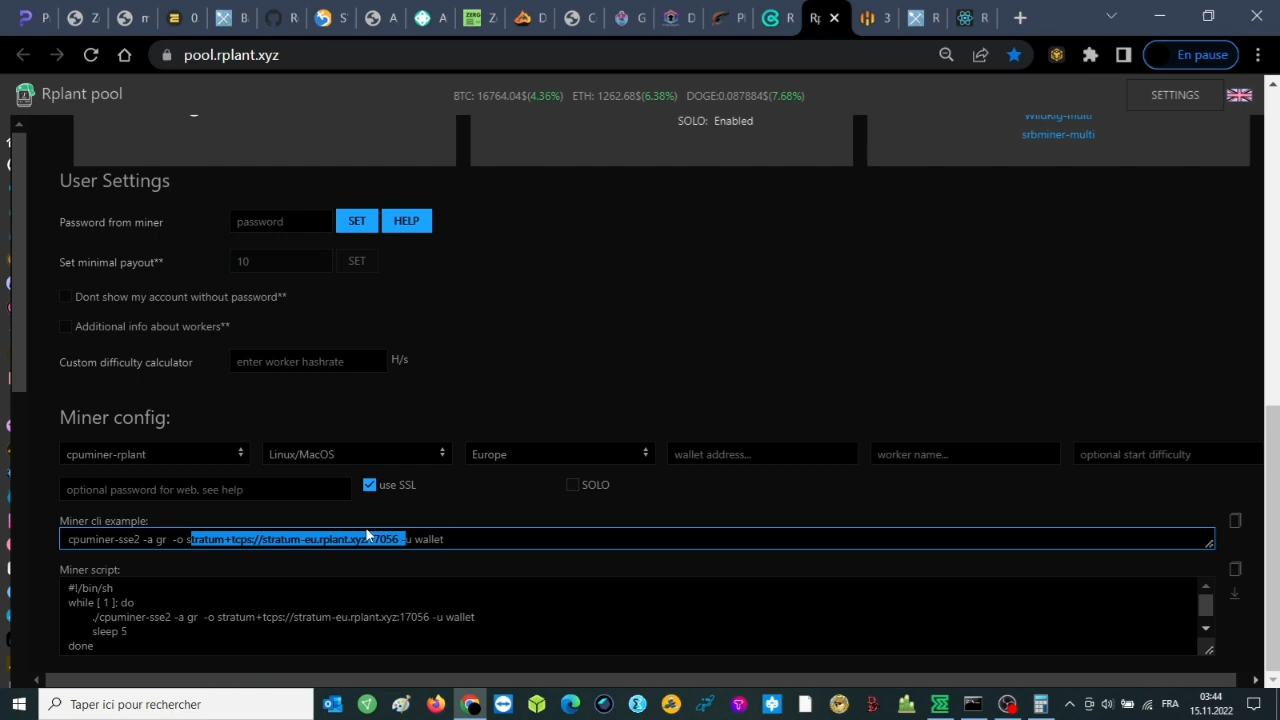 P
Z
m
0
B
R
S
A
A
Z
D
C
G
D
Pl
R
Rp
3
R
R
pool.rplant.xyz
En pause
Rplant pool
BTC: 16764.04$(4.36%) ETH: 1262.68$(6.38%) DOGE:0.087884$(7.68%)
SETTINGS
SOLO: Enabled
WildRig-multi
srbminer-multi
User Settings
Password from miner
password
SET
HELP
Set minimal payout**
10
SET
Dont show my account without password**
Additional info about workers**
Custom difficulty calculator
enter worker hashrate
H/s
Miner config:
cpuminer-rplant
Linux/MacOS
Europe
wallet address...
worker name...
optional start difficulty
optional password for web, see help
use SSL
SOLO
Miner cli example:
cpuminer-sse2 -a gr -o stratum+tcps://stratum-eu.rplant.xyz:17056 -u wallet
Miner script:
#!/bin/sh
while [ 1 ]; do
./cpuminer-sse2 -a gr -o stratum+tcps://stratum-eu.rplant.xyz:17056 -u wallet
sleep 5
done
Taper ici pour rechercher
FRA
03:44
15.11.2022